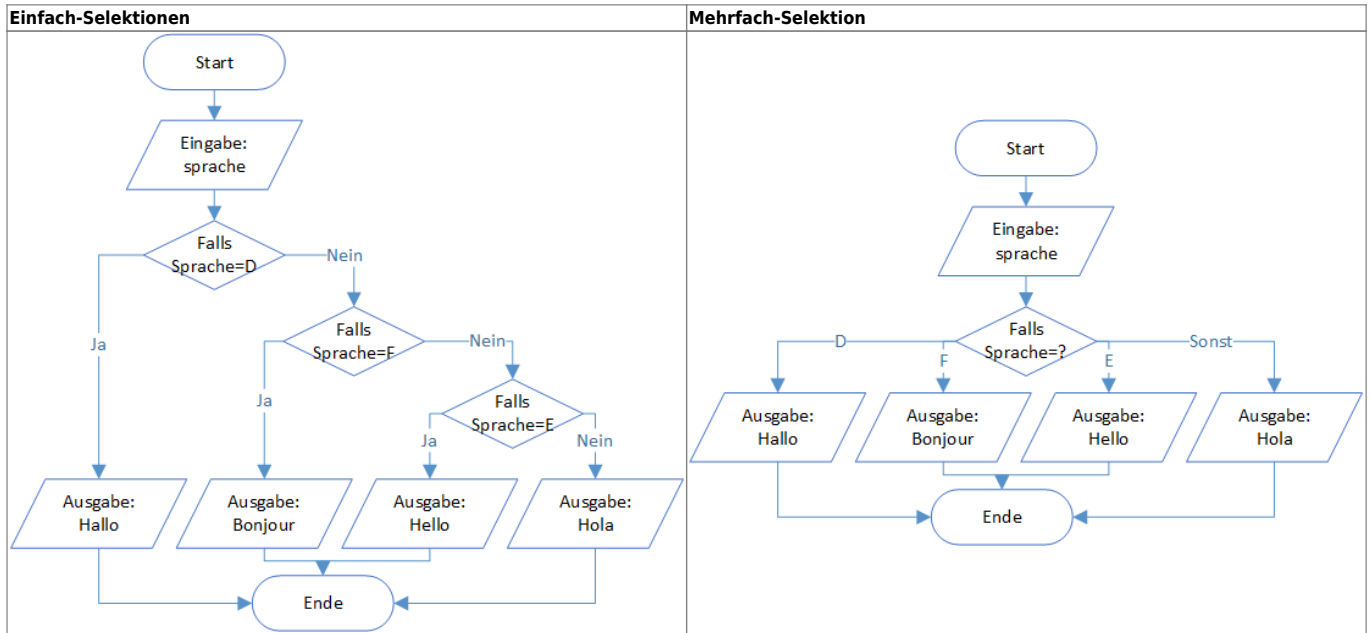 Einfach-Selektionen
Start
Eingabe:
sprache
Falls
Sprache=D
Nein
Ja
Falls
Sprache=F
Nein
Ja
Falls
Sprache=E
Ja
Nein
Ausgabe:
Hallo
Ausgabe:
Bonjour
Ausgabe:
Hello
Ausgabe:
Hola
Ende
Mehrfach-Selektion
Start
Eingabe:
sprache
Falls
Sprache=?
D
F
E
Sonst
Ausgabe:
Hallo
Ausgabe:
Bonjour
Ausgabe:
Hello
Ausgabe:
Hola
Ende